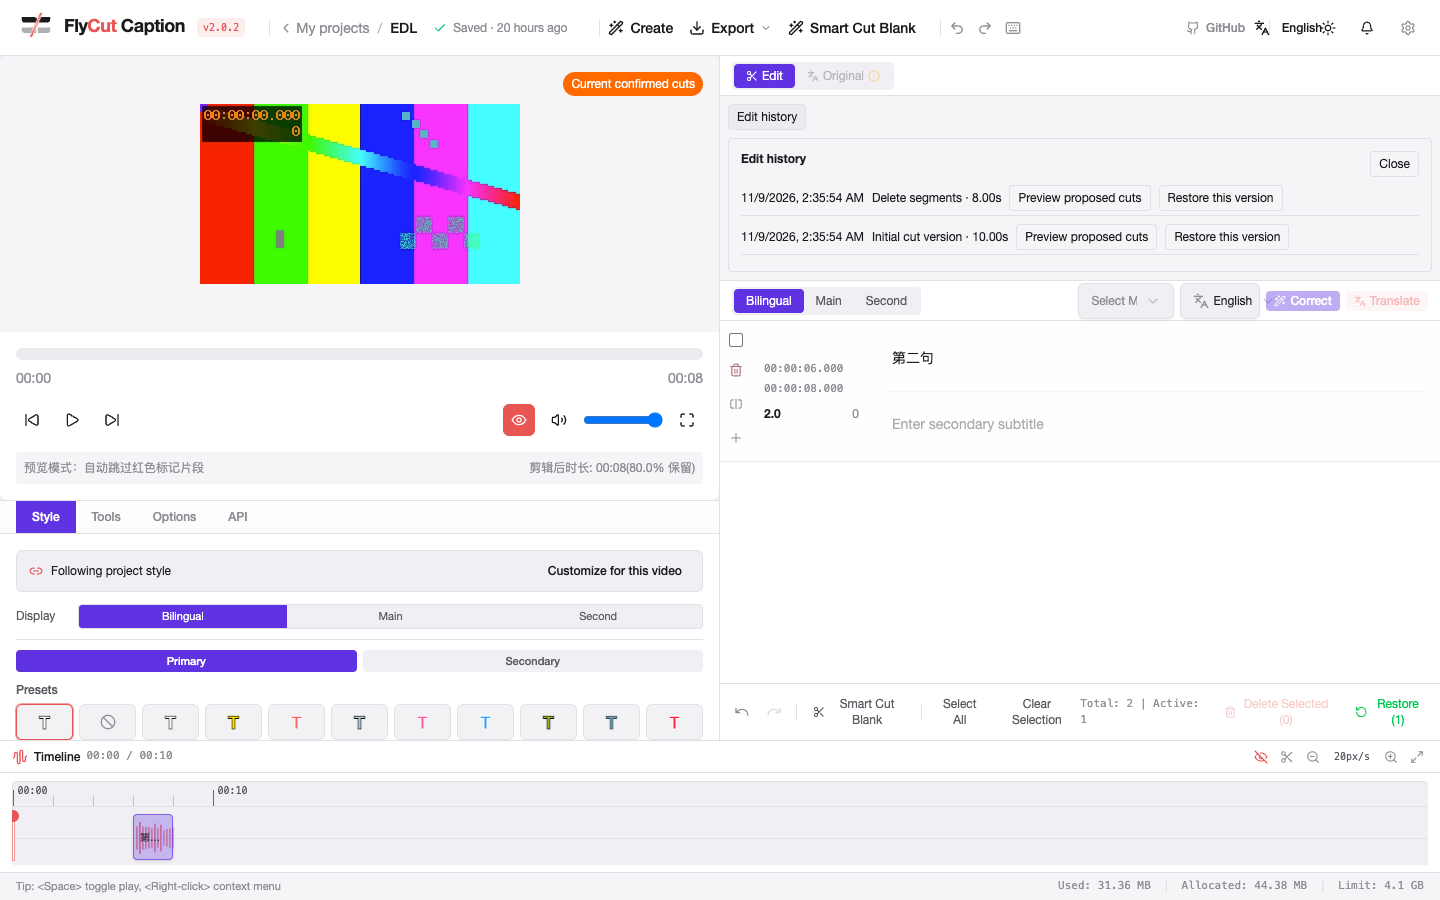 FlyCut Caption v2.0.2 My projects / EDL Saved · 20 hours ago Create Export Smart Cut Blank GitHub English
Current confirmed cuts
00:00:00.000
0
00:00 00:08
预览模式：自动跳过红色标记片段 剪辑后时长: 00:08(80.0% 保留)
Style Tools Options API
Following project style Customize for this video
Display Bilingual Main Second
Primary Secondary
Presets
T T T T T T T T T T
Edit Original
Edit history
Edit history Close
11/9/2026, 2:35:54 AM Delete segments · 8.00s Preview proposed cuts Restore this version
11/9/2026, 2:35:54 AM Initial cut version · 10.00s Preview proposed cuts Restore this version
Bilingual Main Second Select M English Correct Translate
第二句
00:00:06.000
00:00:08.000
2.0 0
Enter secondary subtitle
Smart Cut Blank Select All Clear Selection Total: 2 | Active: 1 Delete Selected (0) Restore (1)
Timeline 00:00 / 00:10 20px/s
00:00 00:10
第...
Tip: <Space> toggle play, <Right-click> context menu Used: 31.36 MB Allocated: 44.38 MB Limit: 4.1 GB